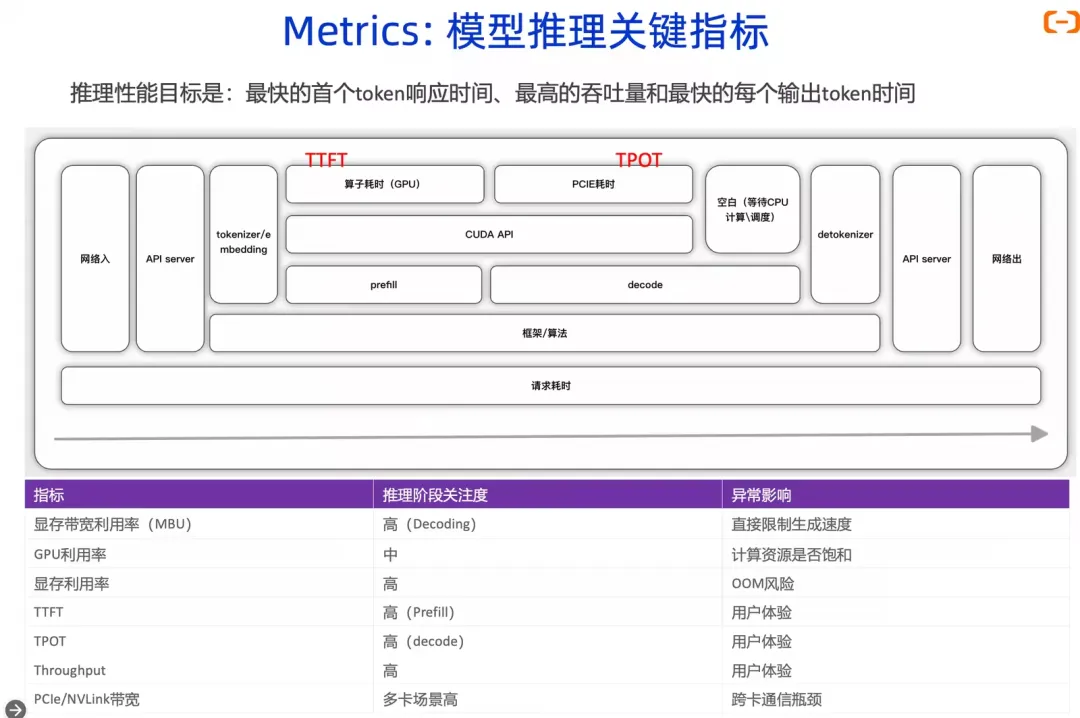 Metrics: 模型推理关键指标
推理性能目标是：最快的首个token响应时间、最高的吞吐量和最快的每个输出token时间
TTFT
TPOT
网络入
API server
tokenizer/e
mbedding
算子耗时（GPU）
PCIE耗时
CUDA API
prefill
decode
空白（等待CPU
计算\调度）
detokenizer
API server
网络出
框架/算法
请求耗时
指标 推理阶段关注度 异常影响
显存带宽利用率（MBU） 高（Decoding） 直接限制生成速度
GPU利用率 中 计算资源是否饱和
显存利用率 高 OOM风险
TTFT 高（Prefill） 用户体验
TPOT 高（decode） 用户体验
Throughput 高 用户体验
PCIe/NVLink带宽 多卡场景高 跨卡通信瓶颈